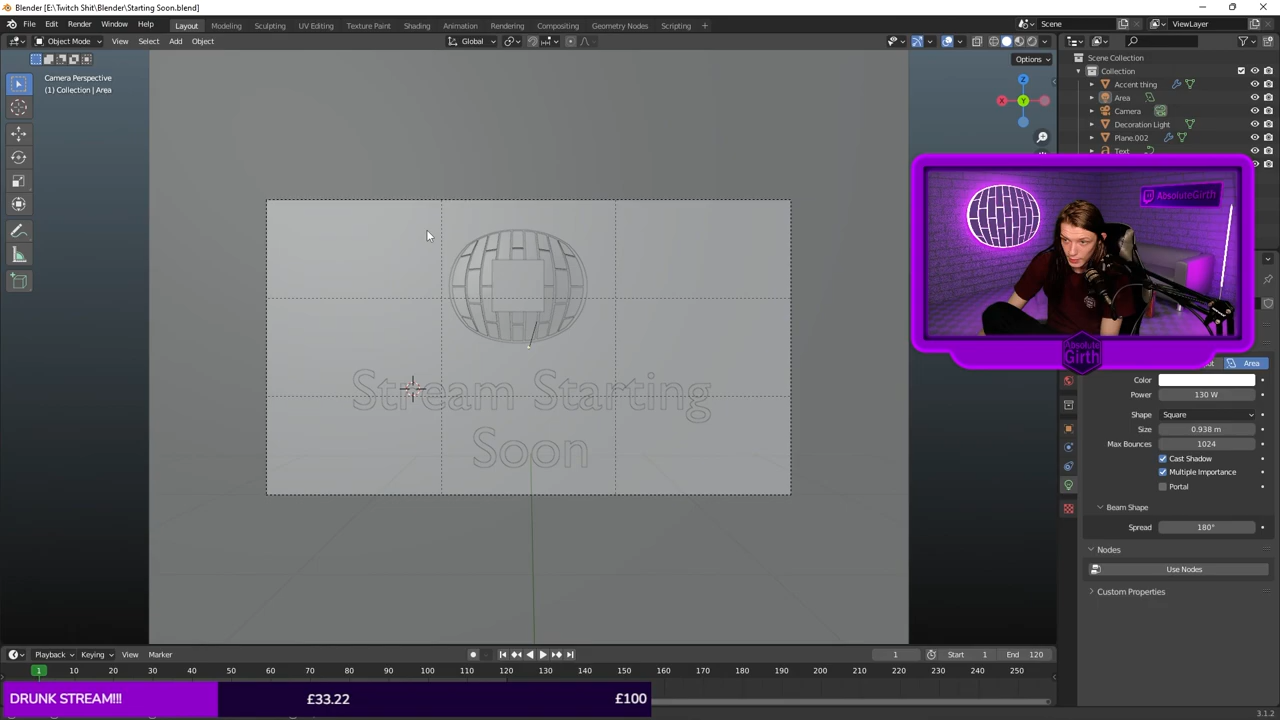 Blender [E:\Twitch Shit\Blender\Starting Soon.blend]
File Edit Render Window Help Layout Modeling Sculpting UV Editing Texture Paint Shading Animation Rendering Compositing Geometry Nodes Scripting + Scene ViewLayer
Object Mode View Select Add Object Global
Options
Camera Perspective
(1) Collection | Area
Z
X
Y
Scene Collection
Collection
Accent thing
Area
Camera
Decoration Light
Plane.002
Text
AbsoluteGirth
Absolute
Girth
Stream Starting
Soon
Area
Color
Power 130 W
Shape Square
Size 0.938 m
Max Bounces 1024
Cast Shadow
Multiple Importance
Portal
Beam Shape
Spread 180°
Nodes
Use Nodes
Custom Properties
Playback Keying View Marker 1 Start 1 End 120
1 10 20 30 40 50 60 70 80 90 100 110 120 130 140 150 160 170 180 190 200 210 220 230 240 250
DRUNK STREAM!!! £33.22 £100
3.1.2